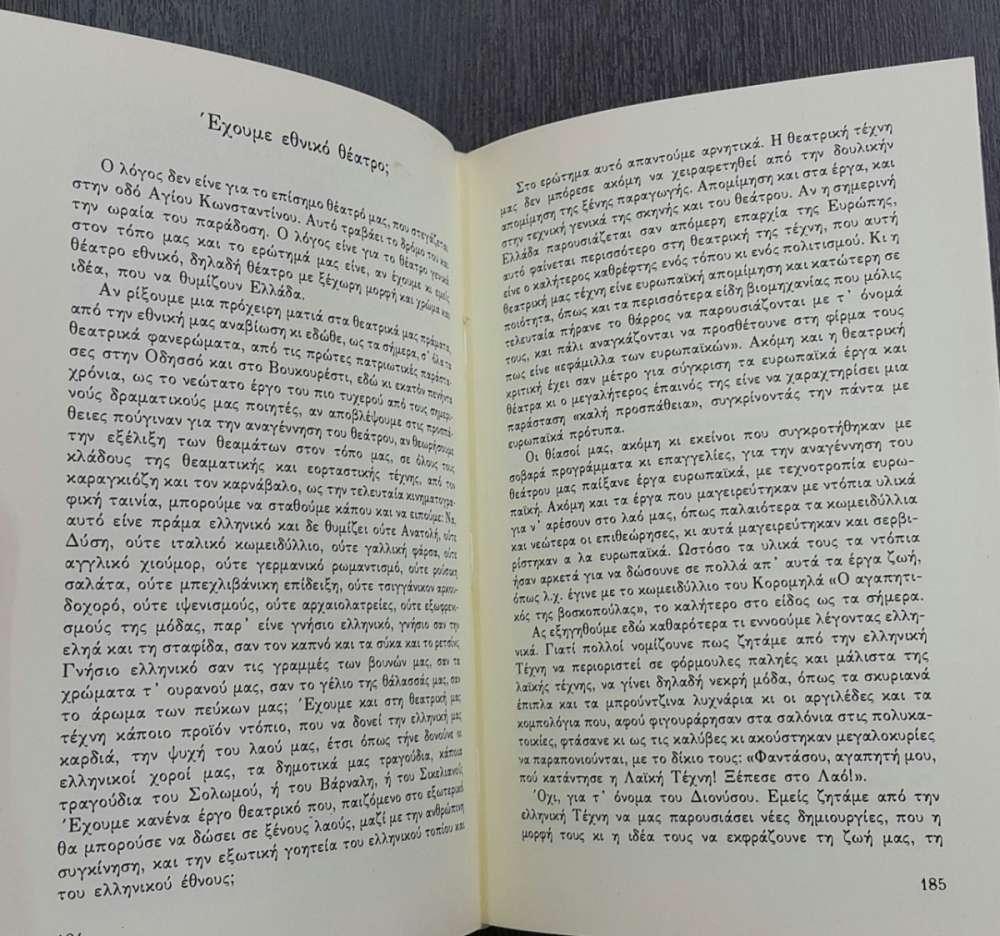 Έχουμε εθνικό θέατρο;
Ο λόγος δεν είνε για το επίσημο θέατρό μας, που στεγάζεται
στην οδό Αγίου Κωνσταντίνου. Αυτό τραβάει το δρόμο του και
την ωραία του παράδοση. Ο λόγος είνε για το θέατρο γενικά
στον τόπο μας και το ερώτημά μας είνε, αν έχουμε κι εμείς
θέατρο εθνικό, δηλαδή θέατρο με ξέχωρη μορφή και χρώμα και
ιδέα, που να θυμίζουν Ελλάδα.
Αν ρίξουμε μια πρόχειρη ματιά στα θεατρικά μας πράματα,
από την εθνική μας αναβίωση κι εδώθε, ως τα σήμερα, σ' όλα τα
θεατρικά φανερώματα, από τις πρώτες πατριωτικές παραστά-
σες στην Οδησσό και στο Βουκουρέστι, εδώ κι εκατόν πενήντα
χρόνια, ως το νεώτατο έργο του πιο τυχερού από τους σημερι-
νούς δραματικούς μας ποιητές, αν αποβλέψουμε στις προσπά-
θειες πούγιναν για την αναγέννηση του θεάτρου, αν θεωρήσουμε
την εξέλιξη των θεαμάτων στον τόπο μας, σε όλους τους
κλάδους της θεαματικής και εορταστικής τέχνης, από τον
καραγκιόζη και τον καρνάβαλο, ως την τελευταία κινηματογρα-
φική ταινία, μπορούμε να σταθούμε κάπου και να ειπούμε: Να,
αυτό είνε πράμα ελληνικό και δε θυμίζει ούτε Ανατολή, ούτε
Δύση, ούτε ιταλικό κωμειδύλλιο, ούτε γαλλική φάρσα, ούτε
αγγλικό χιούμορ, ούτε γερμανικό ρωμαντισμό, ούτε ρούσικη
σαλάτα, ούτε μπεχλιβάνικη επίδειξη, ούτε τσιγγάνικον αρκου-
δοχορό, ούτε ιψενισμούς, ούτε αρχαιολατρείες, ούτε εξωφρενι-
σμούς της μόδας, παρ' είνε γνήσιο ελληνικό, γνήσιο σαν την
εληά και τη σταφίδα, σαν τον καπνό και τα σύκα και το ρετσίνι;
Γνήσιο ελληνικό σαν τις γραμμές των βουνών μας, σαν τα
χρώματα τ' ουρανού μας, σαν το γέλιο της θάλασσάς μας, σαν
το άρωμα των πεύκων μας; Έχουμε και στη θεατρική μας
τέχνη κάποιο προϊόν ντόπιο, που να δονεί την ελληνική μας
καρδιά, την ψυχή του λαού μας, έτσι όπως τήνε δονούνε οι
ελληνικοί χοροί μας, τα δημοτικά μας τραγούδια, κάποια
τραγούδια του Σολωμού, ή του Βάρναλη, ή του Σικελιανού;
Έχουμε κανένα έργο θεατρικό που, παιζόμενο στο εξωτερικό
θα μπορούσε να δώσει σε ξένους λαούς, μαζί με την ανθρώπινη
συγκίνηση, και την εξωτική γοητεία του ελληνικού τοπίου και
του ελληνικού έθνους;
Στο ερώτημα αυτό απαντούμε αρνητικά. Η θεατρική τέχνη
μας δεν μπόρεσε ακόμη να χειραφετηθεί από την δουλικήν
απομίμηση της ξένης παραγωγής. Απομίμηση και στα έργα, και
στην τεχνική γενικά της σκηνής και του θεάτρου. Αν η σημερινή
Ελλάδα παρουσιάζεται σαν απόμερη επαρχία της Ευρώπης,
αυτό φαίνεται περισσότερο στη θεατρική της τέχνη, που αυτή
είνε ο καλήτερος καθρέφτης ενός τόπου κι ενός πολιτισμού. Κι η
θεατρική μας τέχνη είνε ευρωπαϊκή απομίμηση και κατώτερη σε
ποιότητα, όπως και τα περισσότερα είδη βιομηχανίας που μόλις
τελευταία πήρανε το θάρρος να παρουσιάζονται με τ' όνομά
τους, και πάλι αναγκάζονται να προσθέτουνε στη φίρμα τους
πως είνε «εφάμιλλα των ευρωπαϊκών». Ακόμη και η θεατρική
κριτική έχει σαν μέτρο για σύγκριση τα ευρωπαϊκά έργα και
θέατρα κι ο μεγαλήτερος έπαινός της είνε να χαραχτηρίσει μια
παράσταση «καλή προσπάθεια», συγκρίνοντάς την πάντα με
ευρωπαϊκά πρότυπα.
Οι θίασοί μας, ακόμη κι εκείνοι που συγκροτήθηκαν με
σοβαρά προγράμματα κι επαγγελίες, για την αναγέννηση του
θεάτρου μας παίξανε έργα ευρωπαϊκά, με τεχνοτροπία ευρω-
παϊκή. Ακόμη και τα έργα που μαγειρεύτηκαν με ντόπια υλικά
για ν' αρέσουν στο λαό μας, όπως παλαιότερα τα κωμειδύλλια
και νεώτερα οι επιθεώρησες, κι αυτά μαγειρεύτηκαν και σερβι-
ρίστηκαν α λα ευρωπαϊκά. Ωστόσο τα υλικά τους τα ντόπια
ήσαν αρκετά για να δώσουνε σε πολλά απ' αυτά τα έργα ζωή,
όπως λ.χ. έγινε με το κωμειδύλλιο του Κορομηλά «Ο αγαπητι-
κός της βοσκοπούλας», το καλήτερο στο είδος ως τα σήμερα.
Ας εξηγηθούμε εδώ καθαρότερα τι εννοούμε λέγοντας ελλη-
νικά. Γιατί πολλοί νομίζουνε πως ζητάμε από την ελληνική
Τέχνη να περιοριστεί σε φόρμουλες παληές και μάλιστα της
λαϊκής τέχνης, να γίνει δηλαδή νεκρή μόδα, όπως τα σκυριανά
έπιπλα και τα μπρούντζινα λυχνάρια κι οι αργιλέδες και τα
κομπολόγια που, αφού φιγουράρησαν στα σαλόνια στις πολυκα-
τοικίες, φτάσανε κι ως τις καλύβες κι ακούστηκαν μεγαλοκυρίες
να παραπονιούνται, με το δίκιο τους: «Φαντάσου, αγαπητή μου,
πού κατάντησε η Λαϊκή Τέχνη! Ξέπεσε στο Λαό!».
Όχι, για τ' όνομα του Διονύσου. Εμείς ζητάμε από την
ελληνική Τέχνη να μας παρουσιάσει νέες δημιουργίες, που η
μορφή τους κι η ιδέα τους να εκφράζουνε τη ζωή μας, τη
185